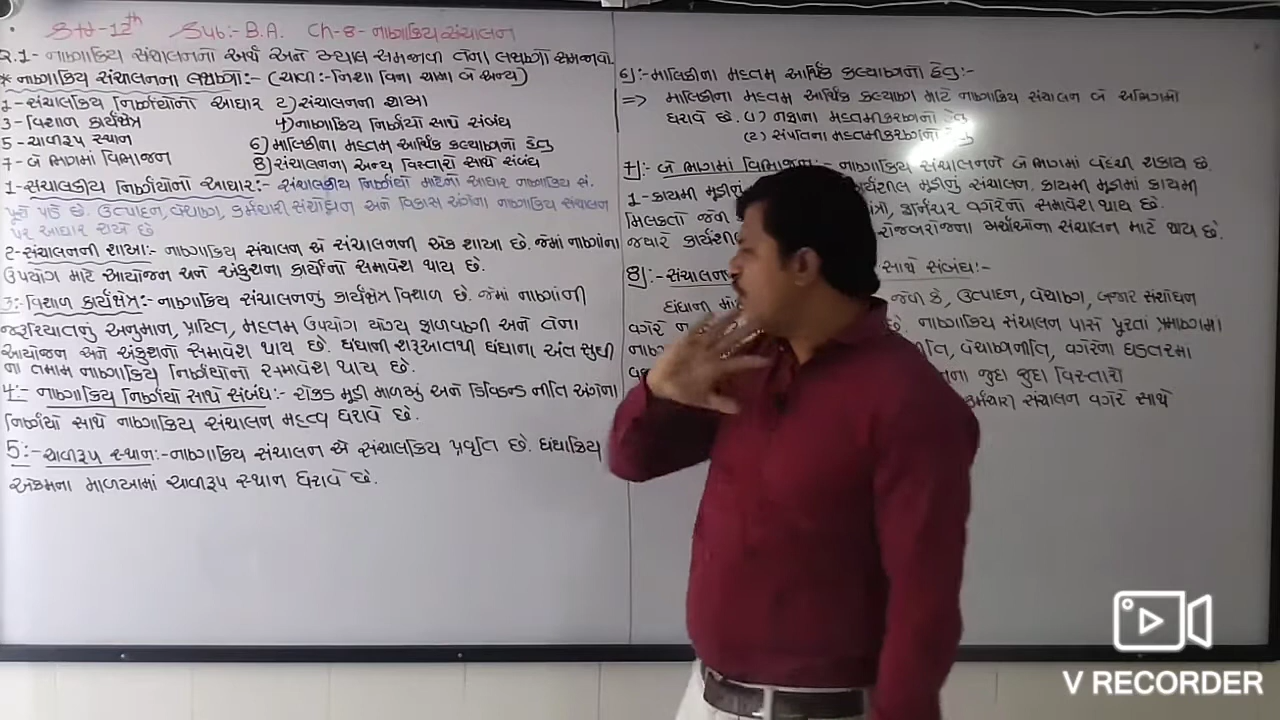 Std-12th Sub:- B.A. Ch-8- નાણાકિય સંચાલન
Q.1- નાણાકિય સંચાલનનો અર્થ અને ખ્યાલ સમજાવી તેના લક્ષણો સમજાવો.
* નાણાકિય સંચાલનના લક્ષણો:- (ચાવી:- નિશા વિના ચામા બે અન્ય)
1 - સંચાલકિય નિર્ણયોનો આધાર 2) સંચાલનની શાખા
3 - વિશાળ કાર્યક્ષેત્ર 4) નાણાકિય નિર્ણયો સાથે સંબંધ
5 - ચાવીરૂપ સ્થાન 6) માલિકીના મહત્તમ આર્થિક કલ્યાણનો હેતુ
7 - બે ભાગમાં વિભાજન 8) સંચાલનના અન્ય વિસ્તારો સાથે સંબંધ
1 - સંચાલકીય નિર્ણયોનો આધાર:- સંચાલકીય નિર્ણયો માટેનો આધાર નાણાકિય સં.
પૂરો પાડે છે. ઉત્પાદન, વેચાણ, કર્મચારી સંશોધન અને વિકાસ અંગેના નાણાકિય સંચાલન
પર આધાર રાખે છે
2 - સંચાલનની શાખા:- નાણાકિય સંચાલન એ સંચાલનની એક શાખા છે. જેમાં નાણાંના
ઉપયોગ માટે આયોજન અને અંકુશના કાર્યોનો સમાવેશ થાય છે.
3:- વિશાળ કાર્યક્ષેત્ર:- નાણાકિય સંચાલનનું કાર્યક્ષેત્ર વિશાળ છે. જેમાં નાણાંની
જરૂરિયાતનું અનુમાન, પ્રાપ્તિ, મહત્તમ ઉપયોગ યોગ્ય ફાળવણી અને તેના
આયોજન અને અંકુશનો સમાવેશ થાય છે. ધંધાની શરૂઆતથી ધંધાના અંત સુધી
ના તમામ નાણાકિય નિર્ણયોનો સમાવેશ થાય છે.
4:- નાણાકિય નિર્ણયો સાથે સંબંધ:- રોકડ મૂડી માળખું અને ડિવિડન્ડ નીતિ અંગેના
નિર્ણયો સાથે નાણાકિય સંચાલન મહત્વ ધરાવે છે.
5:- ચાવીરૂપ સ્થાન:- નાણાકિય સંચાલન એ સંચાલકિય પ્રવૃતિ છે. ધંધાકિય
એકમના માળખામાં ચાવીરૂપ સ્થાન ધરાવે છે.
6):- માલિકીના મહત્તમ આર્થિક કલ્યાણનો હેતુ:-
=> માલિકીના મહત્તમ આર્થિક કલ્યાણ માટે નાણાકિય સંચાલન બે અભિગમો
ધરાવે છે. (1) નફાના મહત્તમીકરણનો હેતુ
(2) સંપત્તિના મહત્તમીકરણનો હેતુ
7):- બે ભાગમાં વિભાજન:- નાણાકિય સંચાલનને બે ભાગમાં વહેંચી શકાય છે.
1 - કાયમી મૂડીનું કાર્યશીલ મૂડીનું સંચાલન. કાયમી મૂડીમાં કાયમી
મિલકતો જેવી ફર્નિચર વગેરેનો સમાવેશ થાય છે.
જ્યારે કાર્યશીલ રોજબરોજના ખર્ચાઓના સંચાલન માટે થાય છે.
8):- સંચાલન સાથે સંબંધ:-
ધંધાની જેવી કે, ઉત્પાદન, વેચાણ, બજાર સંશોધન
વગેરે નાણાકિય સંચાલન પાસે પૂરતા પ્રમાણમાં
વેચાણનીતિ, વગેરેના ઘડતરમાં
જુદા જુદા વિસ્તારો
કર્મચારી સંચાલન વગેરે સાથે
V RECORDER